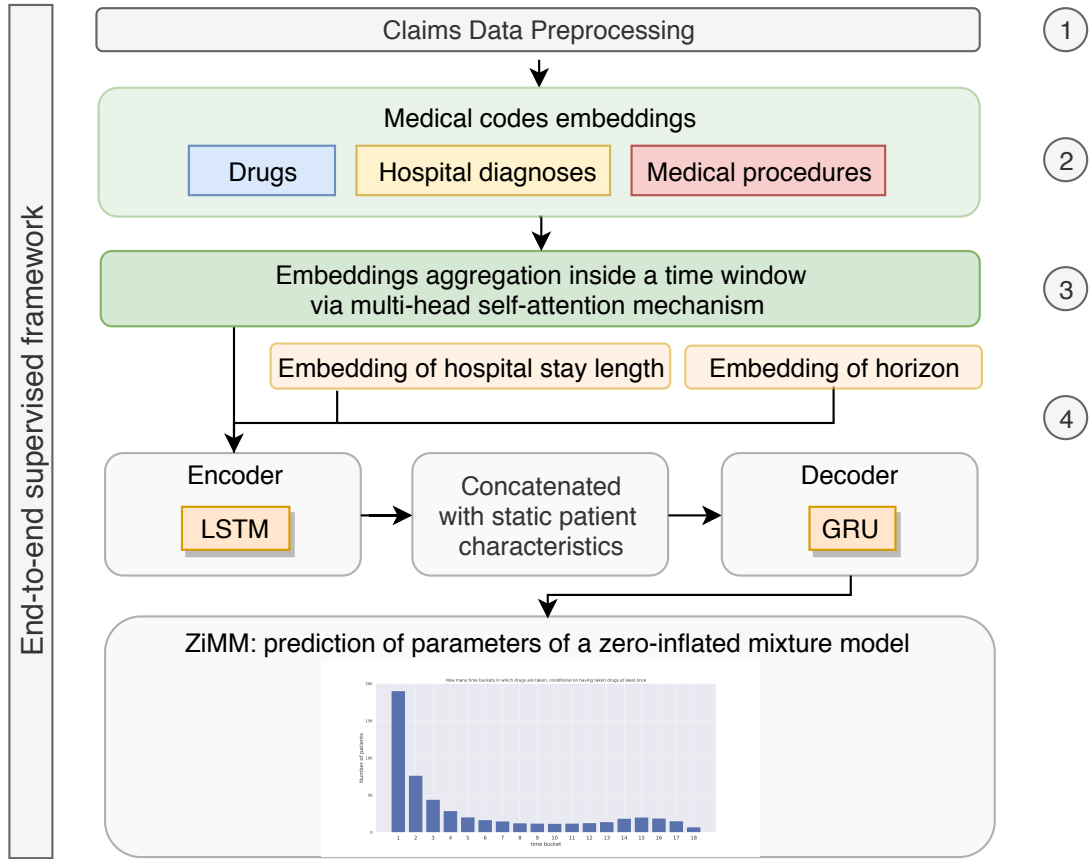 End-to-end supervised framework
Claims Data Preprocessing
1
Medical codes embeddings
Drugs
Hospital diagnoses
Medical procedures
2
Embeddings aggregation inside a time window
via multi-head self-attention mechanism
3
Embedding of hospital stay length
Embedding of horizon
4
Encoder
LSTM
Concatenated
with static patient
characteristics
Decoder
GRU
ZiMM: prediction of parameters of a zero-inflated mixture model
How many time buckets in which drugs are taken, conditional on having taken drugs at least once
Number of patients
20K
15K
10K
5K
0
1 2 3 4 5 6 7 8 9 10 11 12 13 14 15 16 17 18
time bucket